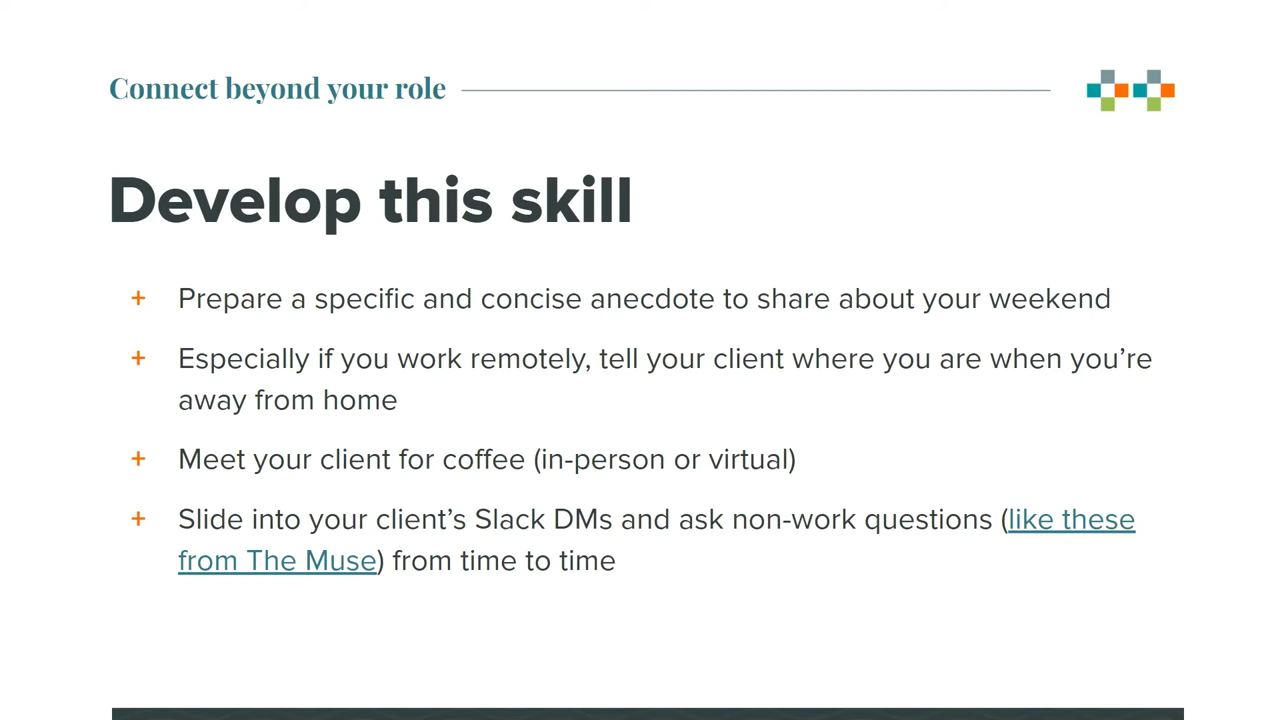 Connect beyond your role
Develop this skill
+ Prepare a specific and concise anecdote to share about your weekend
+ Especially if you work remotely, tell your client where you are when you’re
away from home
+ Meet your client for coffee (in-person or virtual)
+ Slide into your client’s Slack DMs and ask non-work questions (like these
from The Muse) from time to time